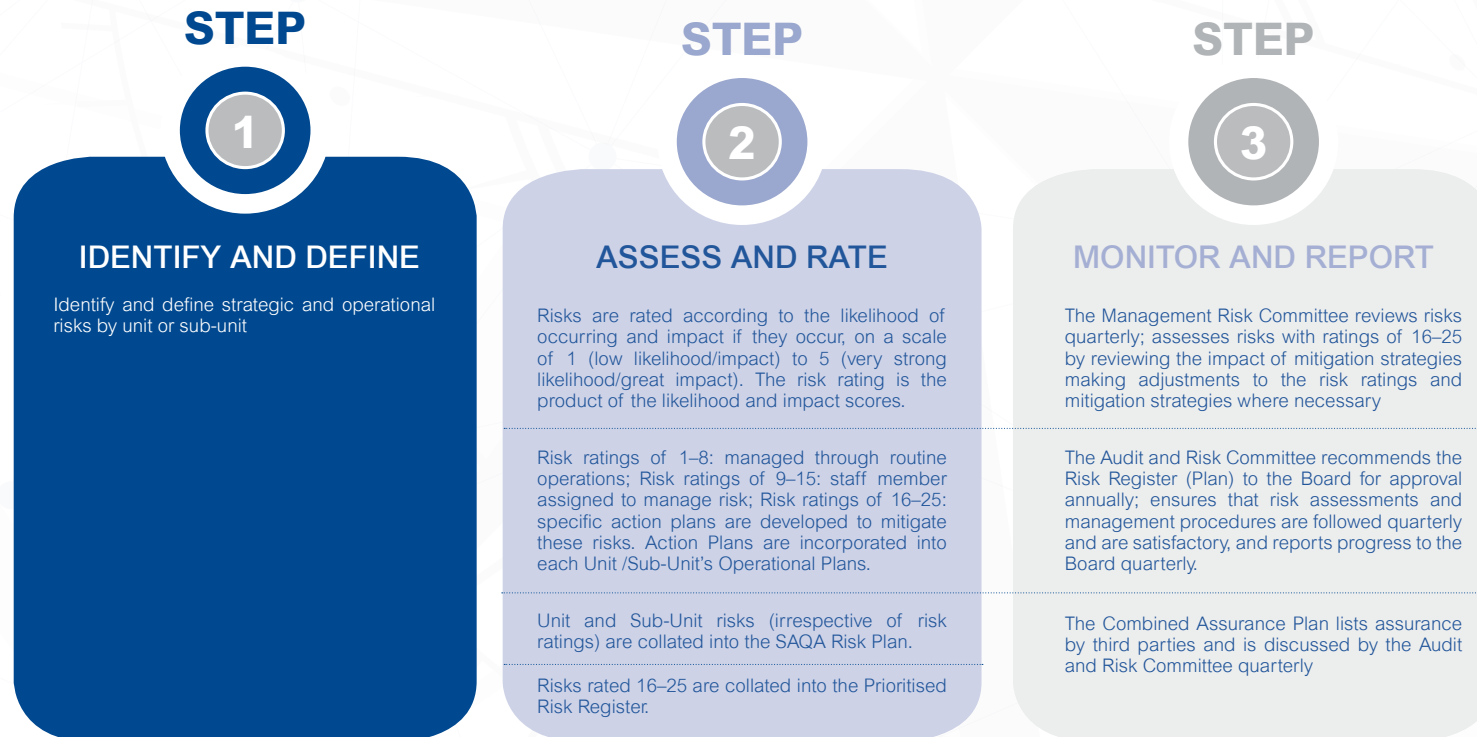 STEP
1
IDENTIFY AND DEFINE
Identify and define strategic and operational
risks by unit or sub-unit
STEP
2
ASSESS AND RATE
Risks are rated according to the likelihood of
occurring and impact if they occur, on a scale
of 1 (low likelihood/impact) to 5 (very strong
likelihood/great impact). The risk rating is the
product of the likelihood and impact scores.
Risk ratings of 1–8: managed through routine
operations; Risk ratings of 9–15: staff member
assigned to manage risk; Risk ratings of 16–25:
specific action plans are developed to mitigate
these risks. Action Plans are incorporated into
each Unit /Sub-Unit's Operational Plans.
Unit and Sub-Unit risks (irrespective of risk
ratings) are collated into the SAQA Risk Plan.
Risks rated 16–25 are collated into the Prioritised
Risk Register.
STEP
3
MONITOR AND REPORT
The Management Risk Committee reviews risks
quarterly; assesses risks with ratings of 16–25
by reviewing the impact of mitigation strategies
making adjustments to the risk ratings and
mitigation strategies where necessary
The Audit and Risk Committee recommends the
Risk Register (Plan) to the Board for approval
annually; ensures that risk assessments and
management procedures are followed quarterly
and are satisfactory, and reports progress to the
Board quarterly.
The Combined Assurance Plan lists assurance
by third parties and is discussed by the Audit
and Risk Committee quarterly